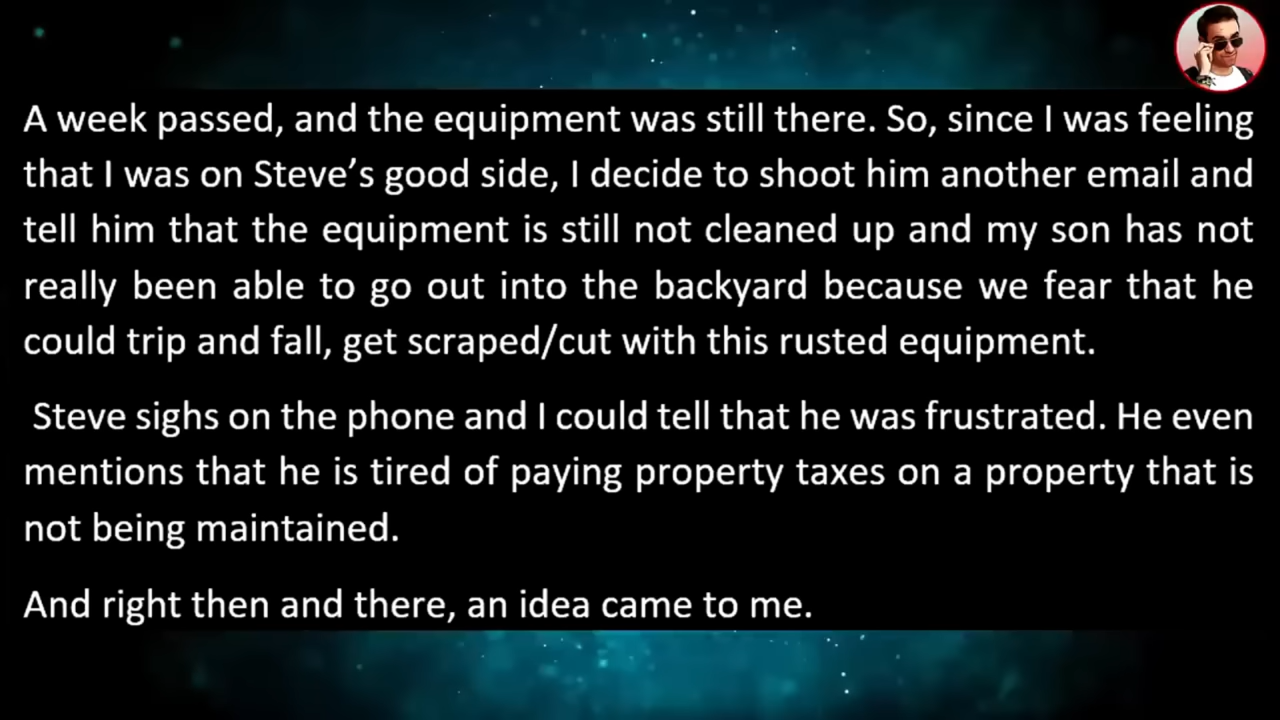 A week passed, and the equipment was still there. So, since I was feeling
that I was on Steve’s good side, I decide to shoot him another email and
tell him that the equipment is still not cleaned up and my son has not
really been able to go out into the backyard because we fear that he
could trip and fall, get scraped/cut with this rusted equipment.
Steve sighs on the phone and I could tell that he was frustrated. He even
mentions that he is tired of paying property taxes on a property that is
not being maintained.
And right then and there, an idea came to me.